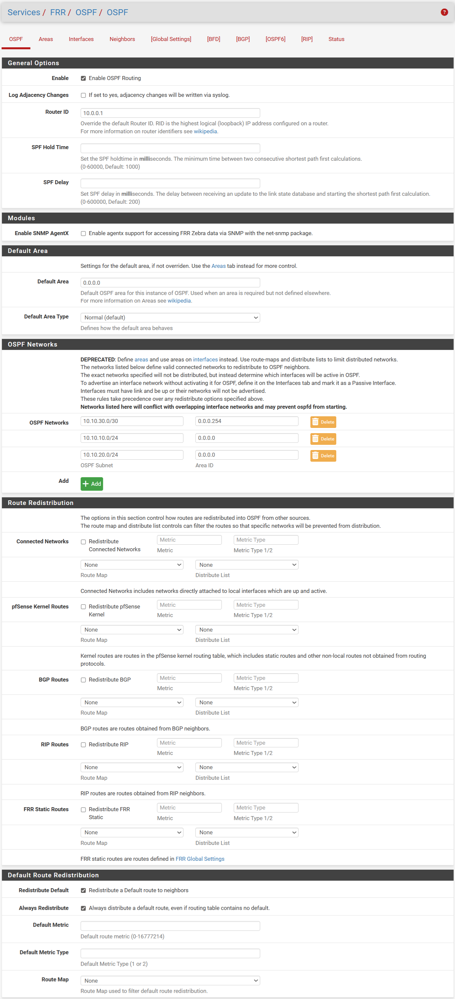 Services / FRR / OSPF / OSPF
?
OSPF Areas Interfaces Neighbors [Global Settings] [BFD] [BGP] [OSPF6] [RIP] Status
General Options
Enable Enable OSPF Routing
Log Adjacency Changes If set to yes, adjacency changes will be written via syslog.
Router ID 10.0.0.1
Override the default Router ID. RID is the highest logical (loopback) IP address configured on a router.
For more information on router identifiers see wikipedia.
SPF Hold Time
Set the SPF holdtime in milliseconds. The minimum time between two consecutive shortest path first calculations.
(0-60000, Default: 1000)
SPF Delay
Set SPF delay in milliseconds. The delay between receiving an update to the link state database and starting the shortest path first calculation.
(0-600000, Default: 200)
Modules
Enable SNMP AgentX Enable agentx support for accessing FRR Zebra data via SNMP with the net-snmp package.
Default Area
Settings for the default area, if not overriden. Use the Areas tab instead for more control.
Default Area 0.0.0.0
Default OSPF area for this instance of OSPF. Used when an area is required but not defined elsewhere.
For more information on Areas see wikipedia.
Default Area Type Normal (default)
Defines how the default area behaves
OSPF Networks
DEPRECATED: Define areas and use areas on interfaces instead. Use route-maps and distribute lists to limit distributed networks.
The networks listed below define valid connected networks to redistribute to OSPF neighbors.
The exact networks specified will not be distributed, but instead determine which interfaces will be active in OSPF.
To advertise an interface network without activating it for OSPF, define it on the Interfaces tab and mark it as a Passive Interface.
Interfaces must have link and be up or their networks will not be advertised.
These rules take precedence over any redistribute options specified above.
Networks listed here will conflict with overlapping interface networks and may prevent ospfd from starting.
OSPF Networks 10.10.30.0/30 0.0.0.254 Delete
10.10.10.0/24 0.0.0.0 Delete
10.10.20.0/24 0.0.0.0 Delete
OSPF Subnet Area ID
Add + Add
Route Redistribution
The options in this section control how routes are redistributed into OSPF from other sources.
The route map and distribute list controls can filter the routes so that specific networks will be prevented from distribution.
Connected Networks Redistribute Connected Networks Metric Metric Type
Metric Metric Type 1/2
None None
Route Map Distribute List
Connected Networks includes networks directly attached to local interfaces which are up and active.
pfSense Kernel Routes Redistribute pfSense Kernel Metric Metric Type
Metric Metric Type 1/2
None None
Route Map Distribute List
Kernel routes are routes in the pfSense kernel routing table, which includes static routes and other non-local routes not obtained from routing
protocols.
BGP Routes Redistribute BGP Metric Metric Type
Metric Metric Type 1/2
None None
Route Map Distribute List
BGP routes are routes obtained from BGP neighbors.
RIP Routes Redistribute RIP Metric Metric Type
Metric Metric Type 1/2
None None
Route Map Distribute List
RIP routes are routes obtained from RIP neighbors.
FRR Static Routes Redistribute FRR Static Metric Metric Type
Metric Metric Type 1/2
None None
Route Map Distribute List
FRR static routes are routes defined in FRR Global Settings
Default Route Redistribution
Redistribute Default Redistribute a Default route to neighbors
Always Redistribute Always distribute a default route, even if routing table contains no default.
Default Metric
Default route metric (0-16777214)
Default Metric Type
Default Metric Type (1 or 2)
Route Map None
Route Map used to filter default route redistribution.